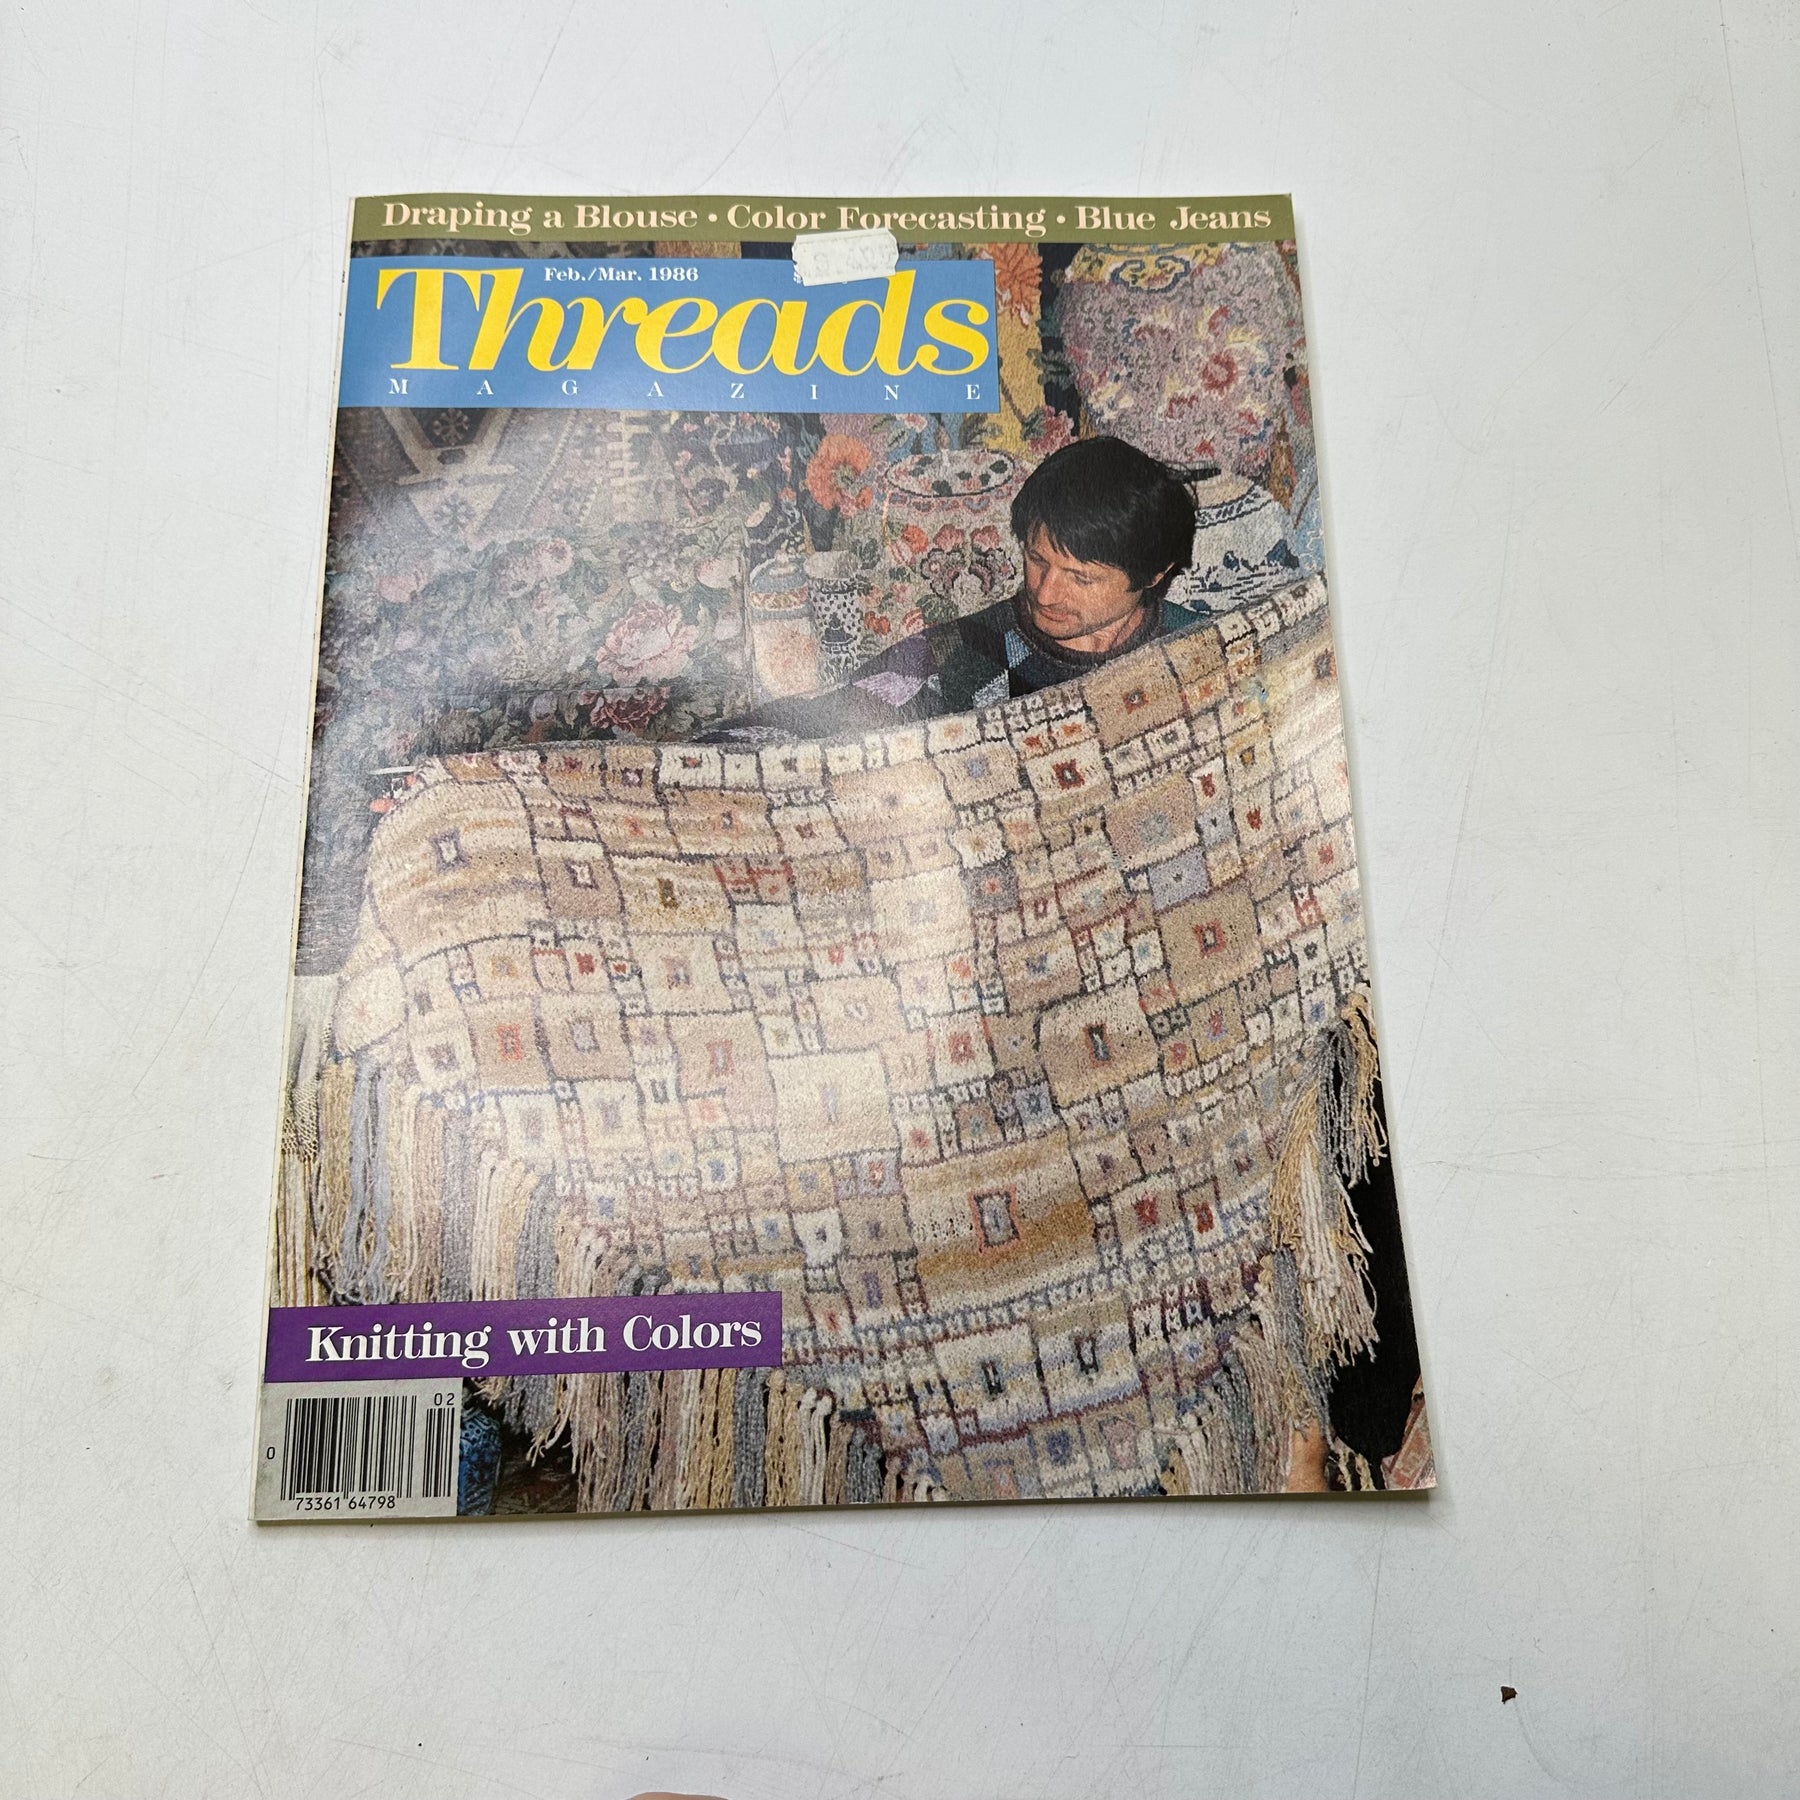 Draping a Blouse • Color Forecasting • Blue Jeans
Feb./Mar. 1986
Threads
MAGAZINE
Knitting with Colors
02
0
73361 64798